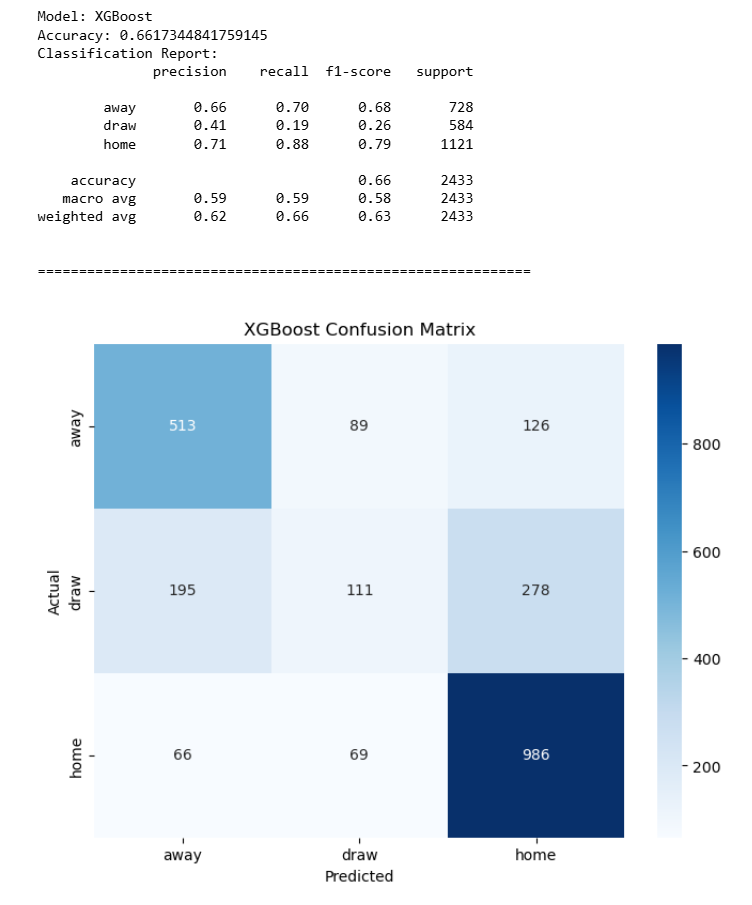 Model: XGBoost
Accuracy: 0.6617344841759145
Classification Report:
precision recall f1-score support
away 0.66 0.70 0.68 728
draw 0.41 0.19 0.26 584
home 0.71 0.88 0.79 1121
accuracy 0.66 2433
macro avg 0.59 0.59 0.58 2433
weighted avg 0.62 0.66 0.63 2433
============================================================
XGBoost Confusion Matrix
away 513 89 126
800
600
Actual
draw 195 111 278
400
home 66 69 986
200
away draw home
Predicted